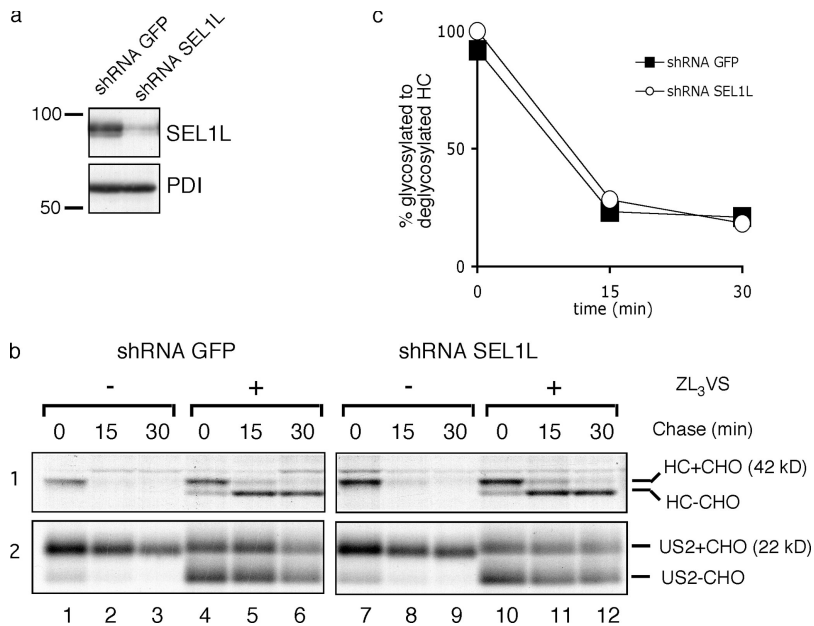 a
shRNA GFP
shRNA SEL1L
100
SEL1L
PDI
50
c
100
50
0
% glycosylated to
deglycosylated HC
shRNA GFP
shRNA SEL1L
0 15 30
time (min)
b
shRNA GFP shRNA SEL1L
- + - + ZL3VS
0 15 30 0 15 30 0 15 30 0 15 30 Chase (min)
1
HC+CHO (42 kD)
HC-CHO
2
US2+CHO (22 kD)
US2-CHO
1 2 3 4 5 6 7 8 9 10 11 12